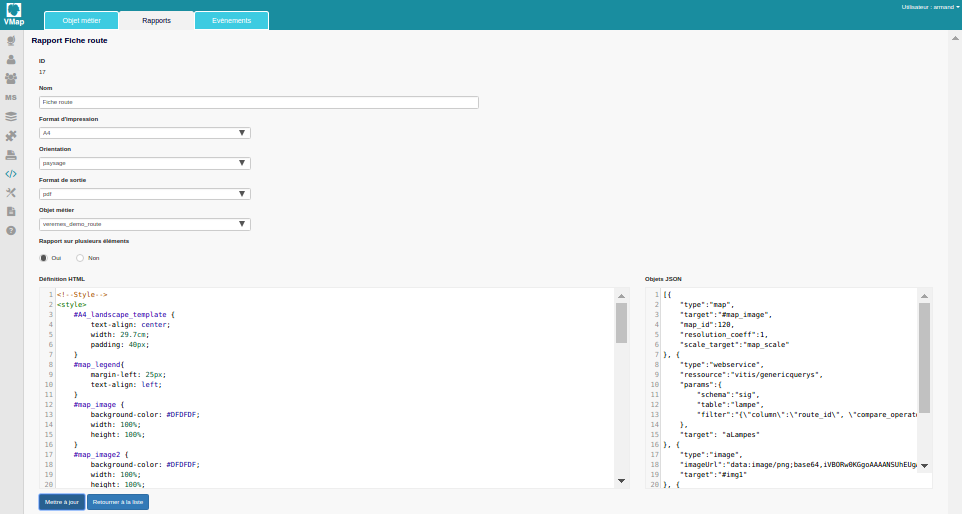 VMap
Objet métier
Rapports
Evénements
Utilisateur : armand
Rapport Fiche route
ID
17
Nom
Fiche route
Format d'impression
A4
Orientation
paysage
Format de sortie
pdf
Objet métier
veremes_demo_route
Rapport sur plusieurs éléments
Oui
Non
MS
Définition HTML
1 <!--Style-->
2 <style>
3 #A4_landscape_template {
4 text-align: center;
5 width: 29.7cm;
6 padding: 40px;
7 }
8 #map_legend{
9 margin-left: 25px;
10 text-align: left;
11 }
12 #map_image {
13 background-color: #DFDFDF;
14 width: 100%;
15 height: 100%;
16 }
17 #map_image2 {
18 background-color: #DFDFDF;
19 width: 100%;
20 height: 100%;
Objets JSON
1 [{
2 "type":"map",
3 "target":"#map_image",
4 "map_id":120,
5 "resolution_coeff":1,
6 "scale_target":"map_scale"
7 }, {
8 "type":"webservice",
9 "ressource":"vitis/genericquerys",
10 "params":{
11 "schema":"sig",
12 "table":"lampe",
13 "filter":"{\"column\":\"route_id\", \"compare_operat
14 },
15 "target": "aLampes"
16 }, {
17 "type":"image",
18 "imageUrl":"data:image/png;base64,iVBORw0KGgoAAAANSUhEUg
19 "target":"#img1"
20 }, {
Mettre à jour
Retourner à la liste